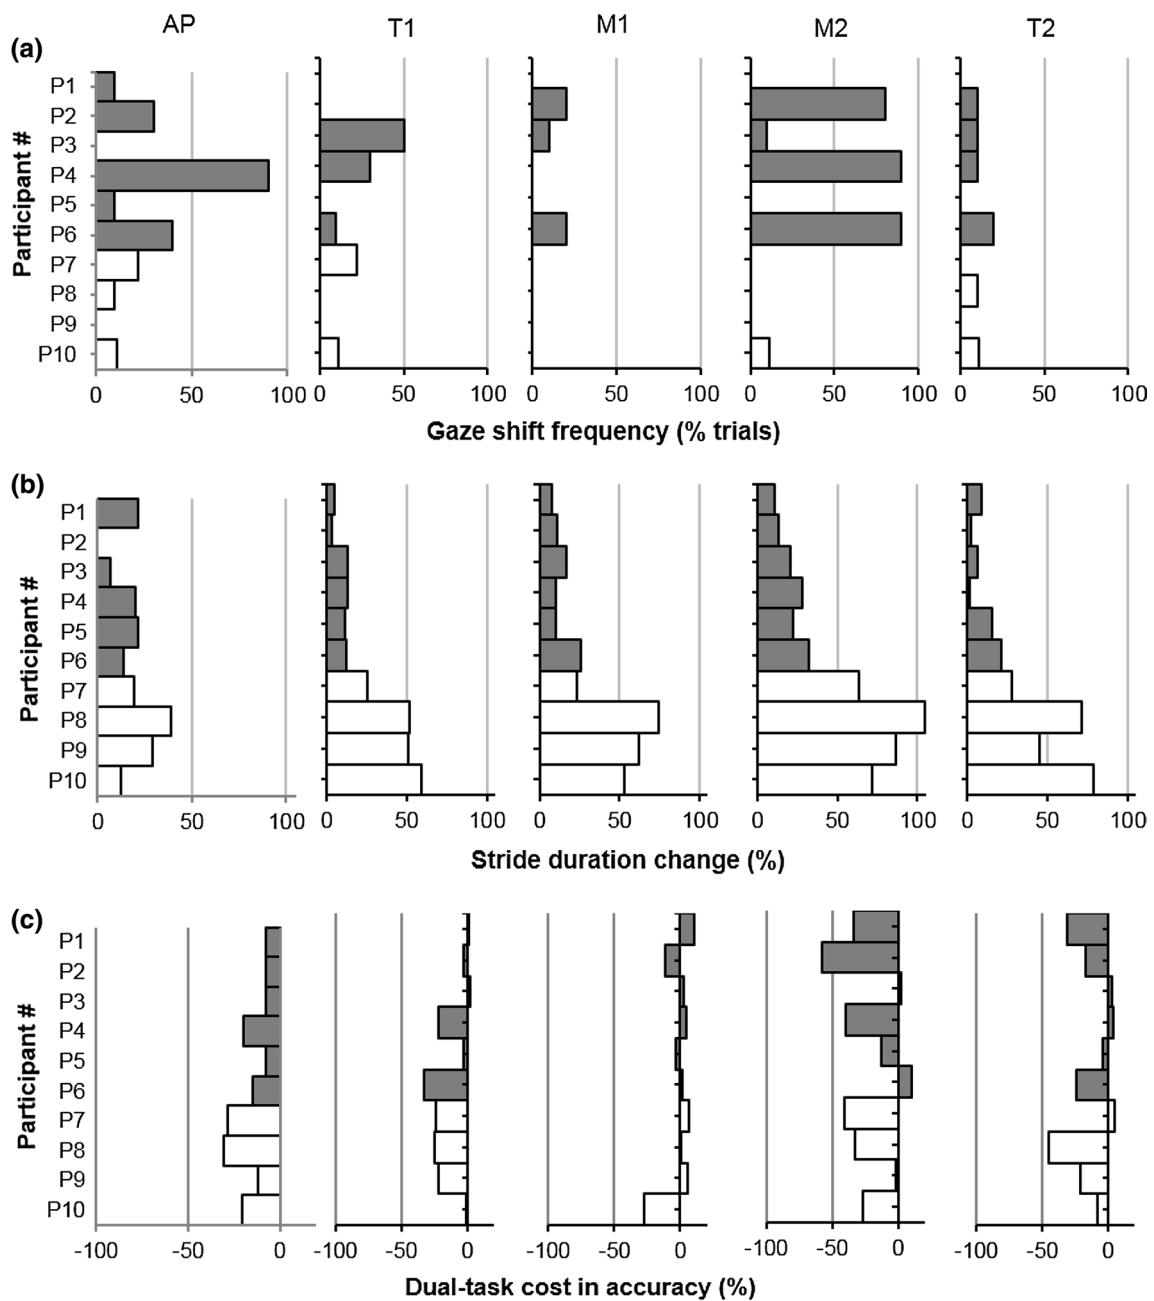 AP T1 M1 M2 T2
(a)
Participant #
P1
P2
P3
P4
P5
P6
P7
P8
P9
P10
0 50 100 0 50 100 0 50 100 0 50 100 0 50 100
Gaze shift frequency (% trials)
(b)
Participant #
P1
P2
P3
P4
P5
P6
P7
P8
P9
P10
0 50 100 0 50 100 0 50 100 0 50 100 0 50 100
Stride duration change (%)
(c)
Participant #
P1
P2
P3
P4
P5
P6
P7
P8
P9
P10
-100 -50 0 -100 -50 0 -100 -50 0 -100 -50 0 -100 -50 0
Dual-task cost in accuracy (%)